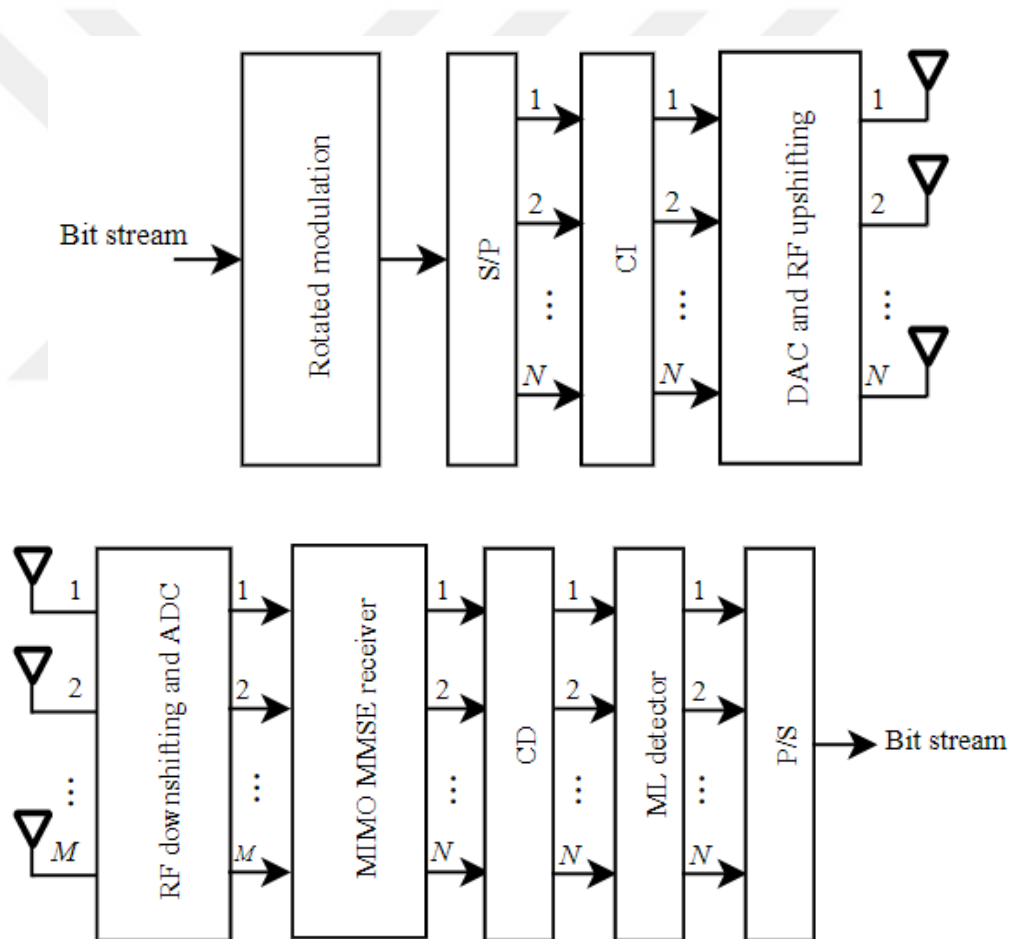 Bit stream
Rotated modulation
S/P
1
2
...
N
CI
1
2
...
N
DAC and RF upshifting
1
2
...
N
1
2
...
M
RF downshifting and ADC
1
2
...
M
MIMO MMSE receiver
1
2
...
N
CD
1
2
...
N
ML detector
1
2
...
N
P/S
Bit stream